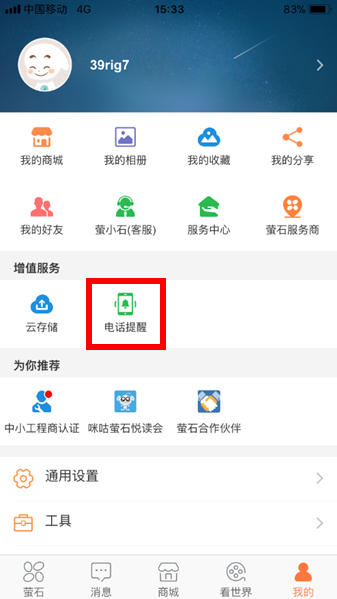 中国移动 4G 15:33 83%
39rig7
我的商城 我的相册 我的收藏 我的分享
我的好友 萤小石(客服) 服务中心 萤石服务商
增值服务
云存储 电话提醒
为你推荐
中小工程商认证 咪咕萤石悦读会 萤石合作伙伴
通用设置
工具
萤石 消息 商城 看世界 我的